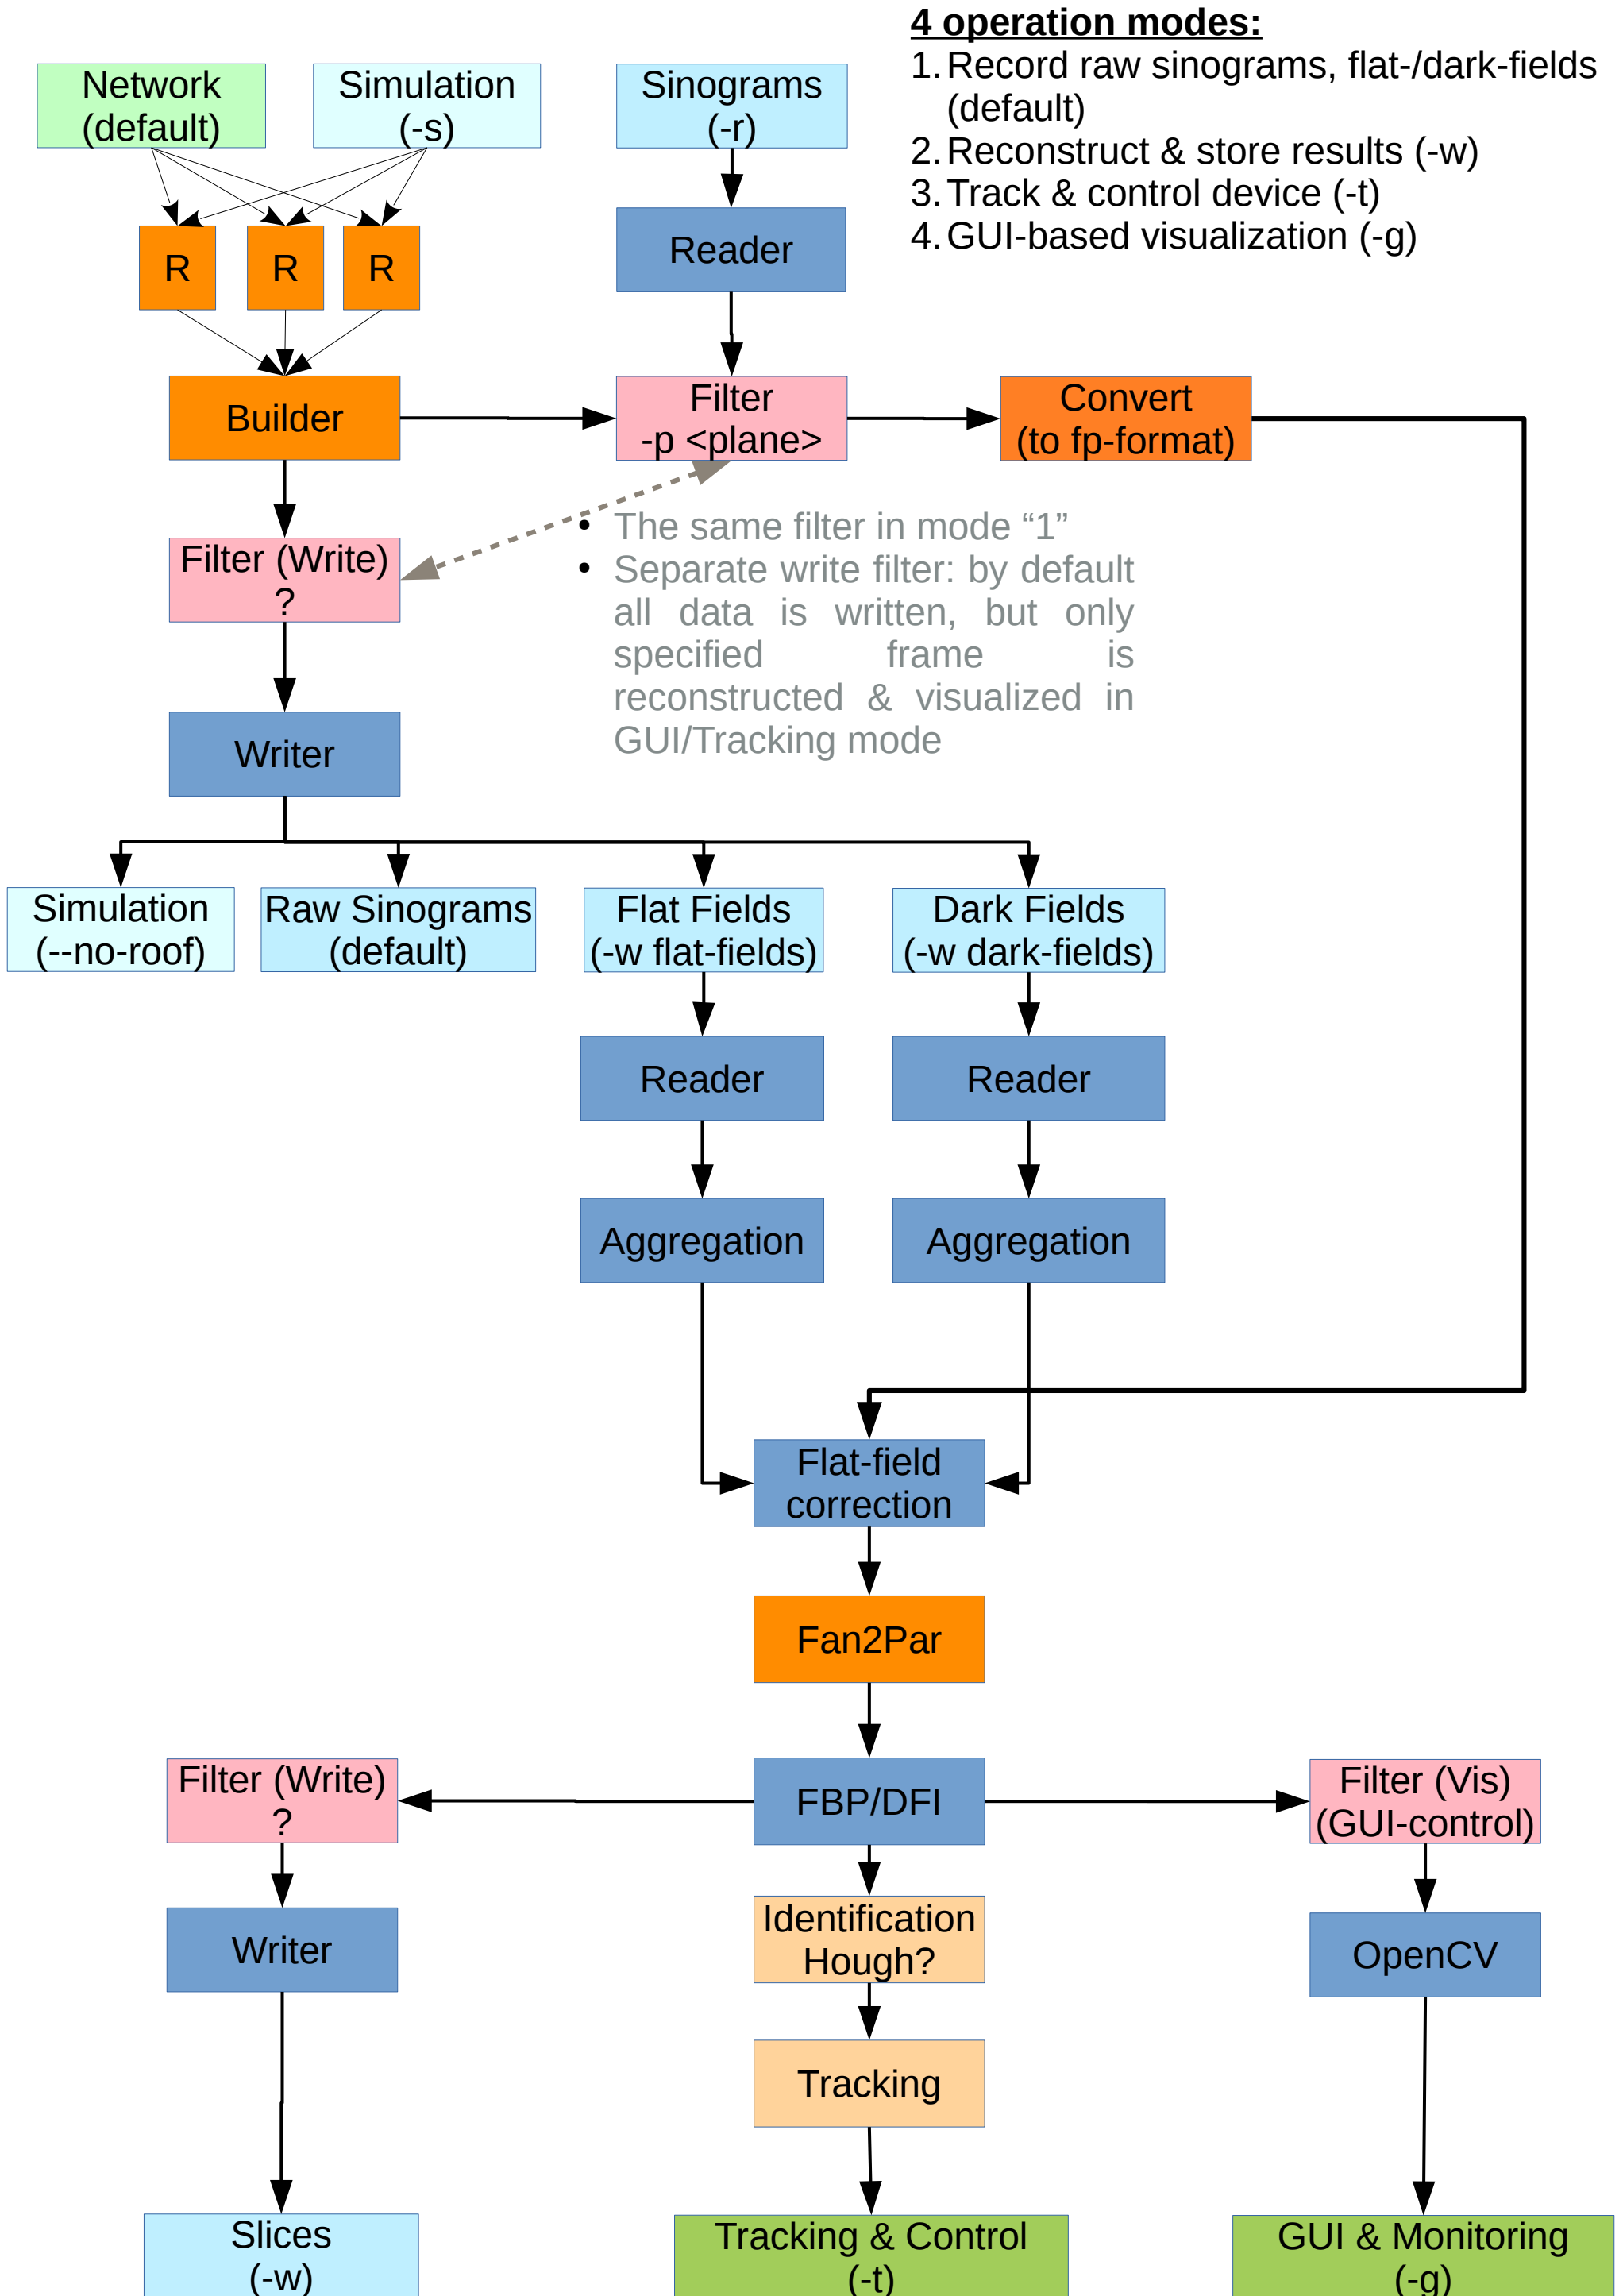 4 operation modes:
1. Record raw sinograms, flat-/dark-fields
(default)
2. Reconstruct & store results (-w)
3. Track & control device (-t)
4. GUI-based visualization (-g)
Network
(default)
Simulation
(-s)
Sinograms
(-r)
Reader
R
R
R
Builder
Filter
-p <plane>
Convert
(to fp-format)
• The same filter in mode “1”
• Separate write filter: by default
all data is written, but only
specified frame is
reconstructed & visualized in
GUI/Tracking mode
Filter (Write)
?
Writer
Simulation
(--no-roof)
Raw Sinograms
(default)
Flat Fields
(-w flat-fields)
Dark Fields
(-w dark-fields)
Reader
Reader
Aggregation
Aggregation
Flat-field
correction
Fan2Par
Filter (Write)
?
FBP/DFI
Filter (Vis)
(GUI-control)
Writer
Identification
Hough?
OpenCV
Tracking
Slices
(-w)
Tracking & Control
(-t)
GUI & Monitoring
(-g)